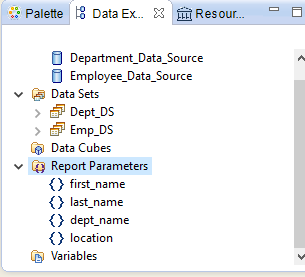 Palette Data Ex... Resour...
Department_Data_Source
Employee_Data_Source
Data Sets
Dept_DS
Emp_DS
Data Cubes
Report Parameters
first_name
last_name
dept_name
location
Variables